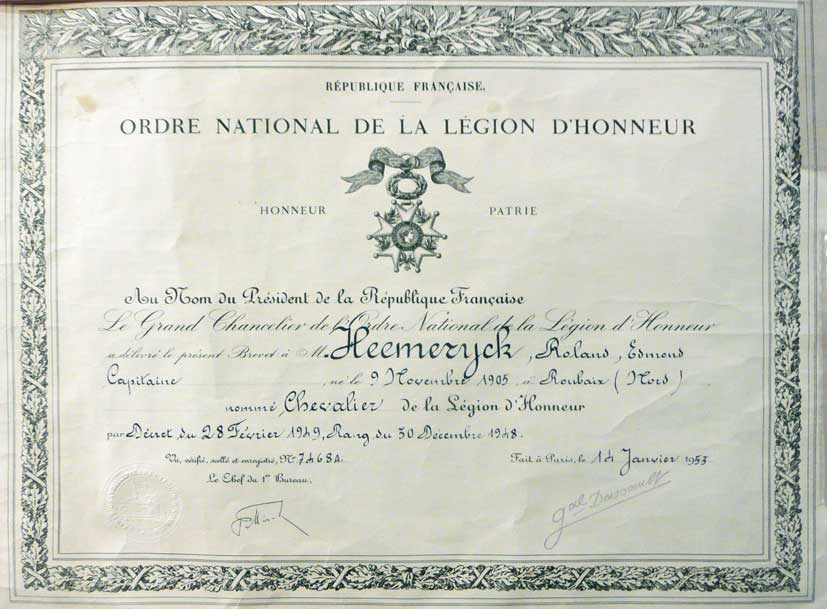 RÉPUBLIQUE FRANÇAISE.
ORDRE NATIONAL DE LA LÉGION D'HONNEUR
HONNEUR PATRIE
Au Nom du Président de la République Française
Le Grand Chancelier de l'Ordre National de la Légion d'Honneur
a délivré le présent Brevet à M. Heemeryck, Roland, Edmond
Capitaine, né le 9 Novembre 1905 à Roubaix (Nord)
nommé Chevalier de la Légion d'Honneur
par Décret du 28 Février 1949, Rang du 30 Décembre 1948.
Vu, vérifié, scellé et enregistré, N° 7468A. Fait à Paris, le 14 Janvier 1953
Le Chef du 1er Bureau.
Gal Dassault